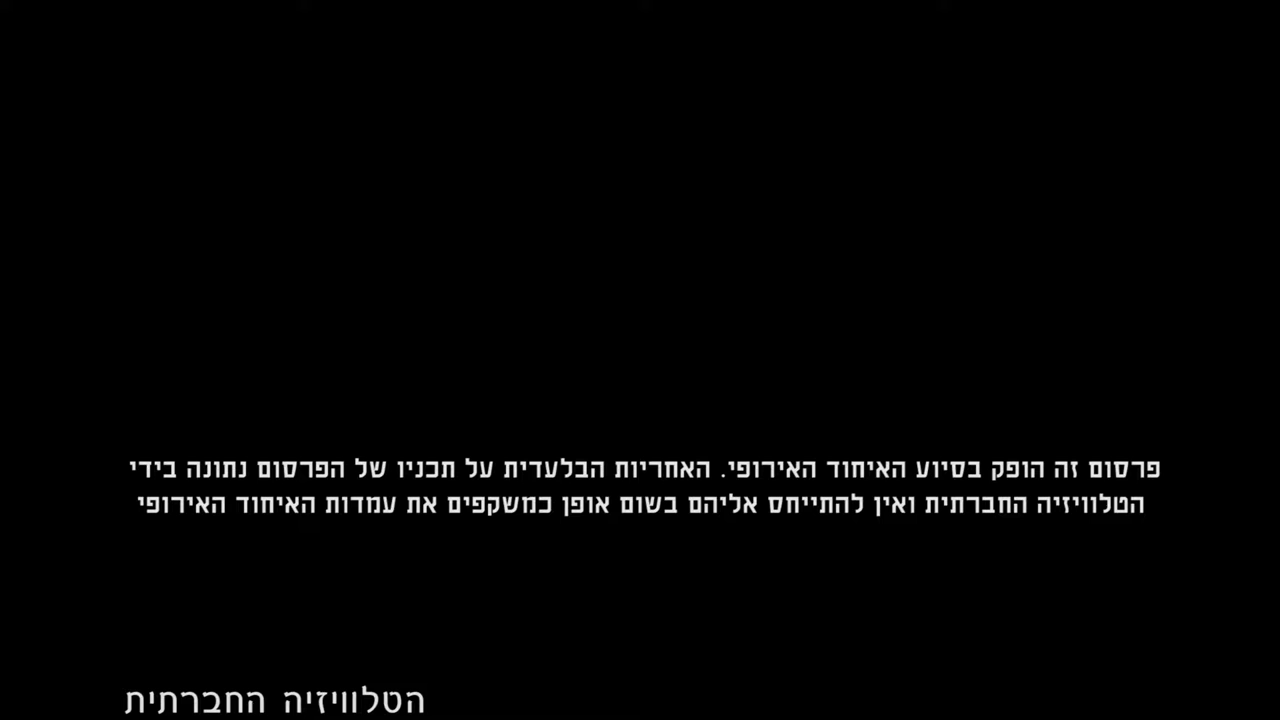 פרסום זה הופק בסיוע האיחוד האירופי. האחריות הבלעדית על תכניו של הפרסום נתונה בידי
הטלוויזיה החברתית ואין להתייחס אליהם בשום אופן כמשקפים את עמדות האיחוד האירופי
הטלוויזיה החברתית